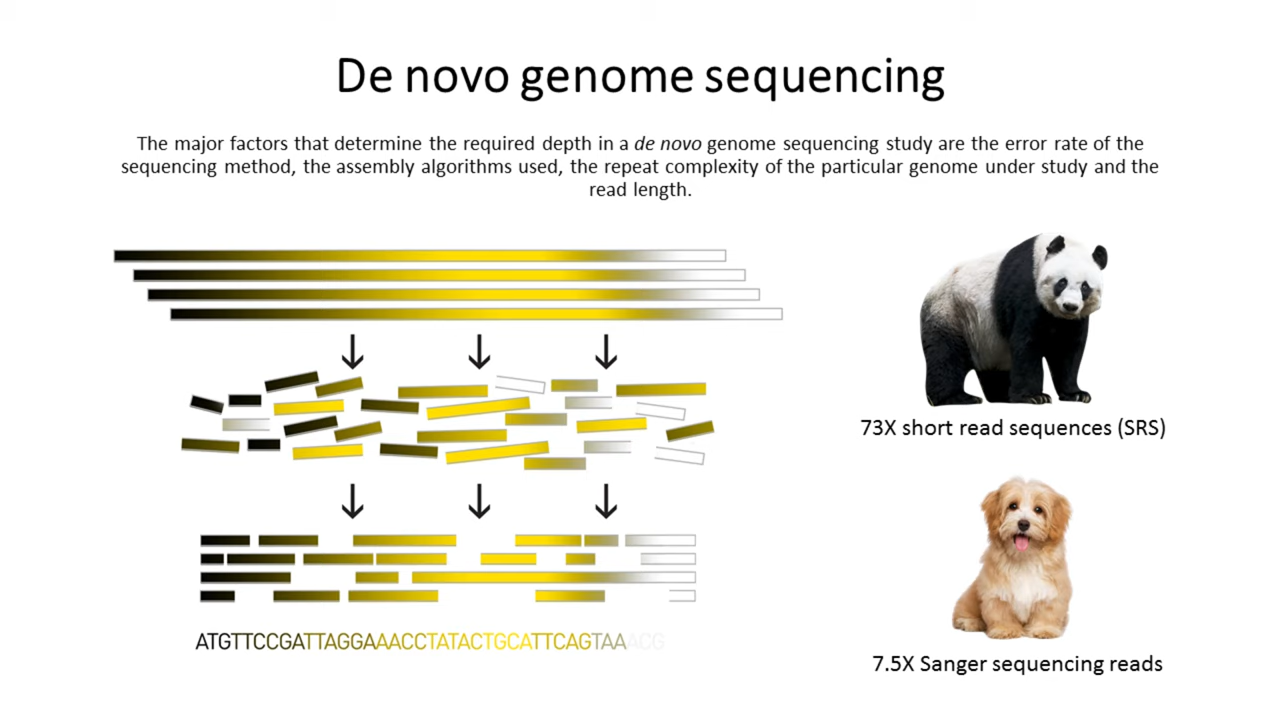 De novo genome sequencing
The major factors that determine the required depth in a de novo genome sequencing study are the error rate of the
sequencing method, the assembly algorithms used, the repeat complexity of the particular genome under study and the
read length.
73X short read sequences (SRS)
7.5X Sanger sequencing reads
ATGTTCCGATTAGGAAACCTATACTGCATTCAGTAAACG